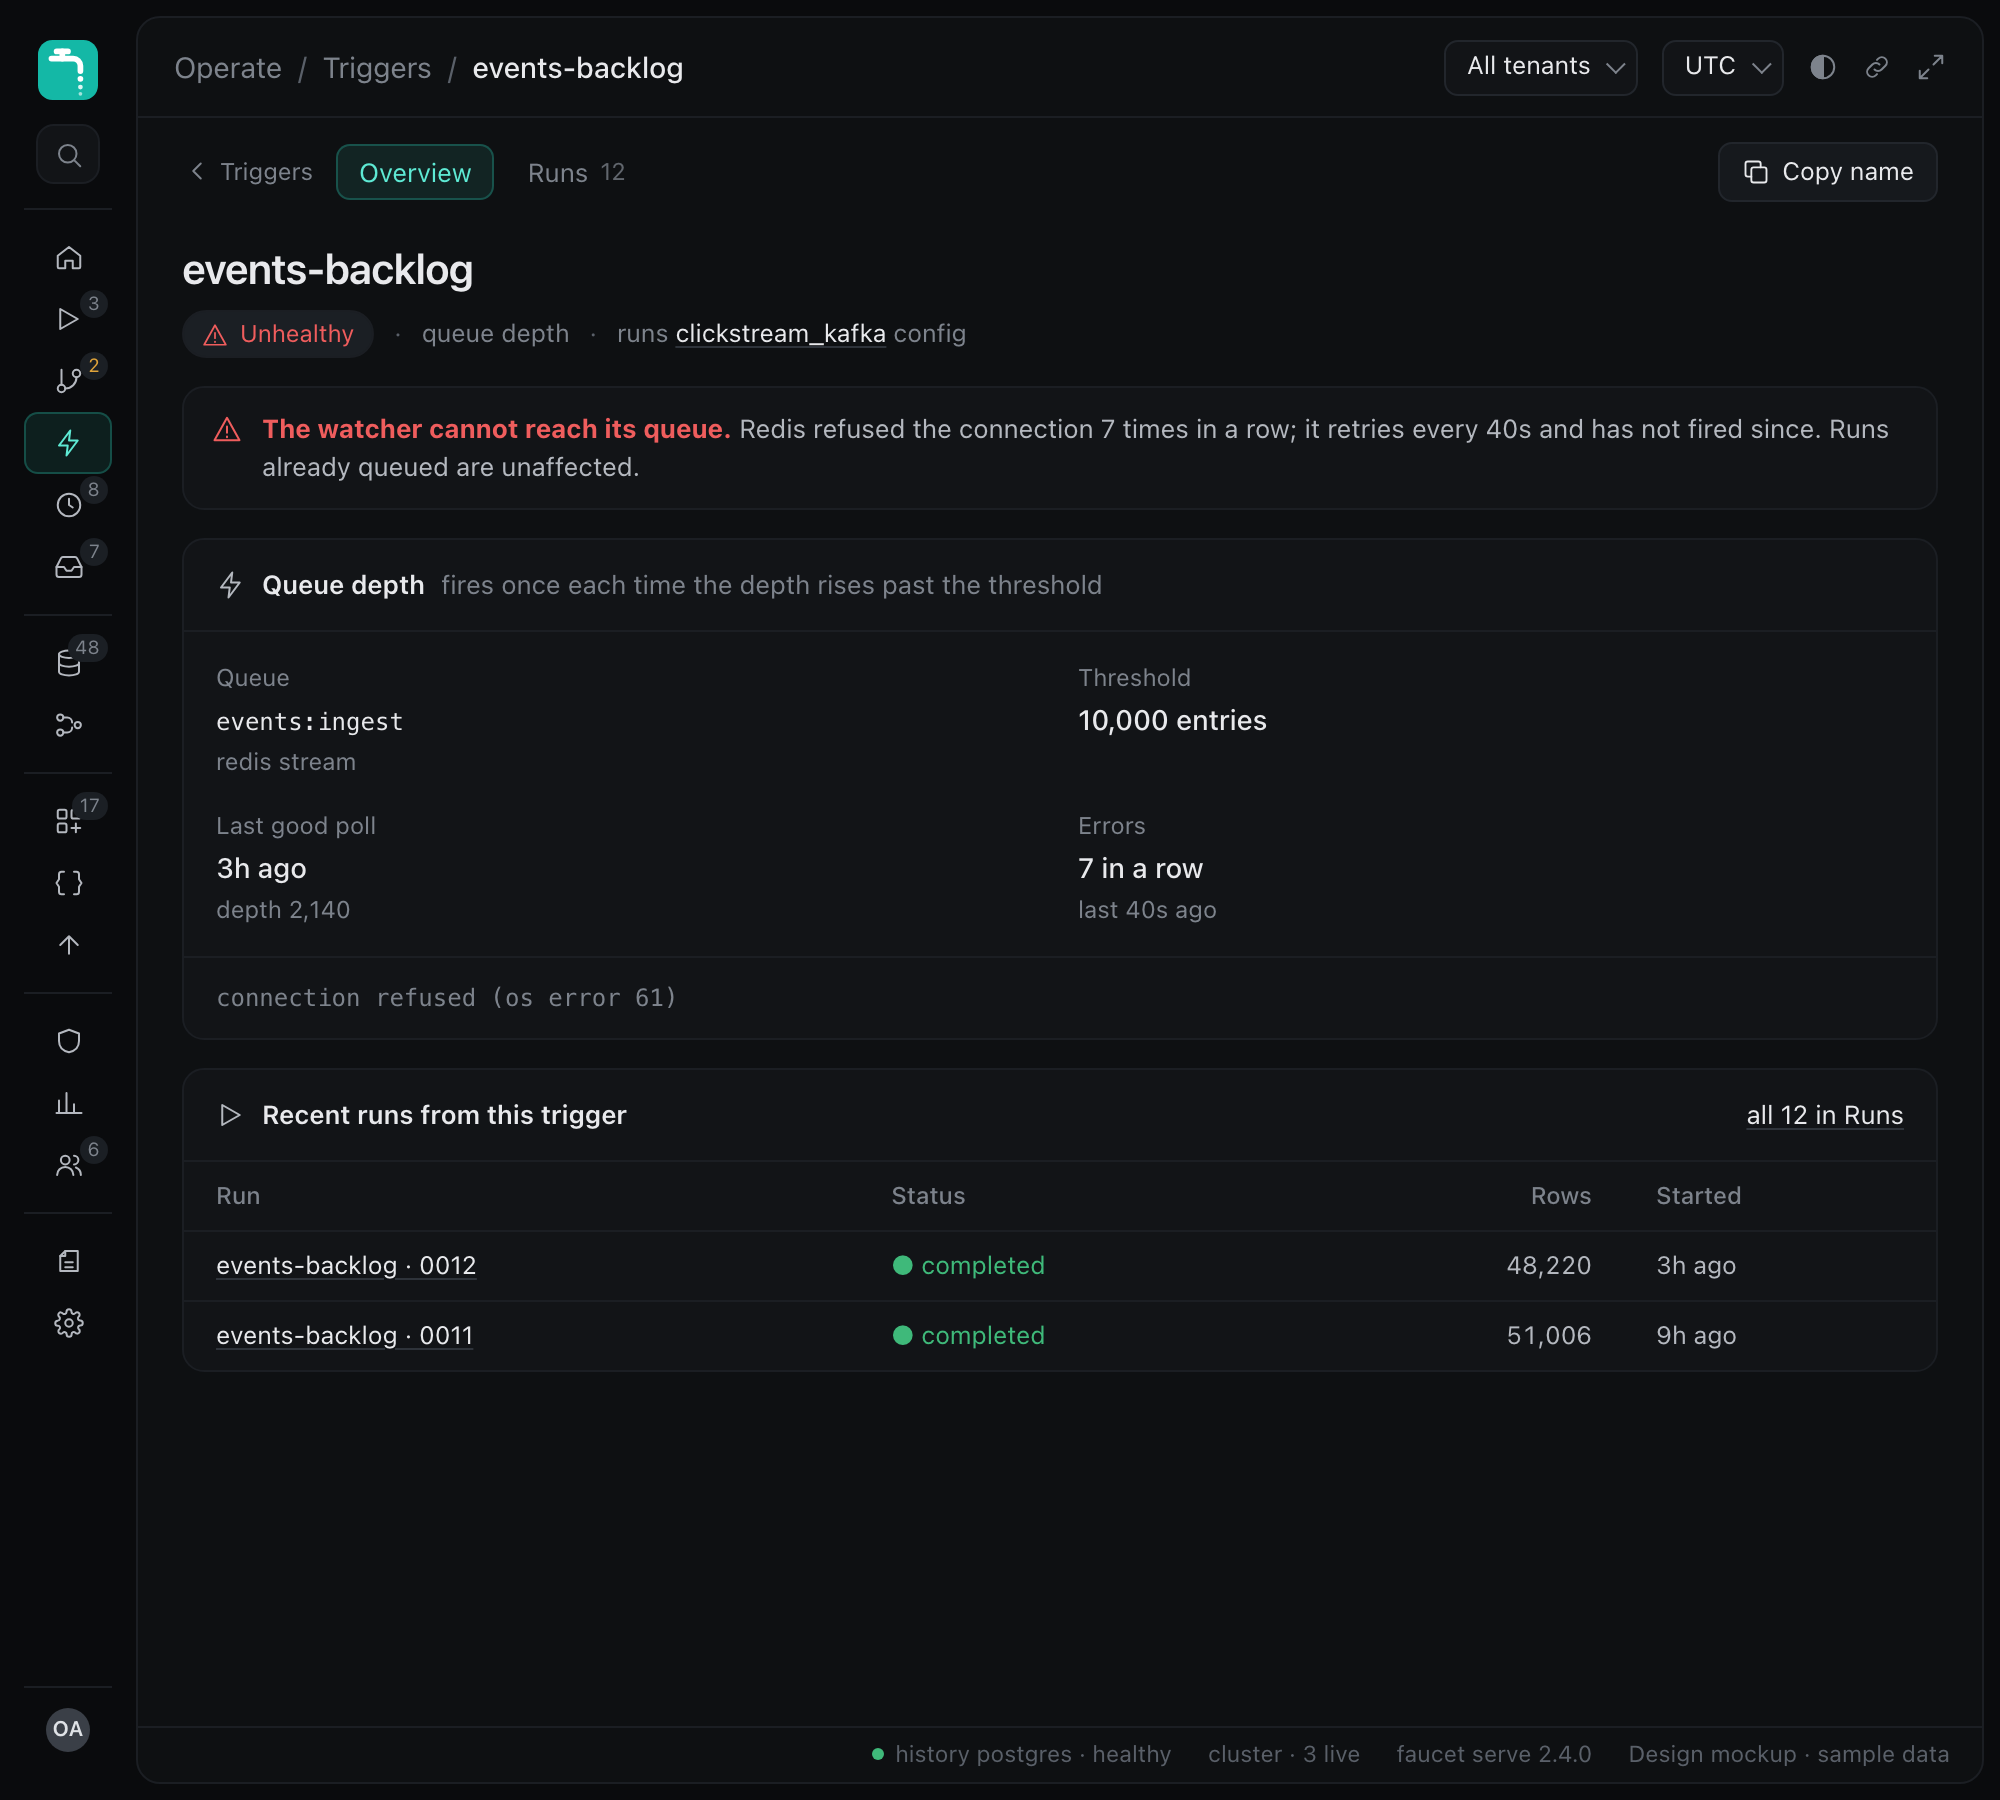 Operate / Triggers / events-backlog
All tenants
UTC
Triggers
Overview
Runs 12
Copy name
events-backlog
Unhealthy · queue depth · runs clickstream_kafka config
The watcher cannot reach its queue. Redis refused the connection 7 times in a row; it retries every 40s and has not fired since. Runs
already queued are unaffected.
Queue depth fires once each time the depth rises past the threshold
Queue
events:ingest
redis stream
Threshold
10,000 entries
Last good poll
3h ago
depth 2,140
Errors
7 in a row
last 40s ago
connection refused (os error 61)
Recent runs from this trigger
all 12 in Runs
Run Status Rows Started
events-backlog · 0012 completed 48,220 3h ago
events-backlog · 0011 completed 51,006 9h ago
3
2
8
7
48
17
6
OA
history postgres · healthy
cluster · 3 live
faucet serve 2.4.0
Design mockup · sample data